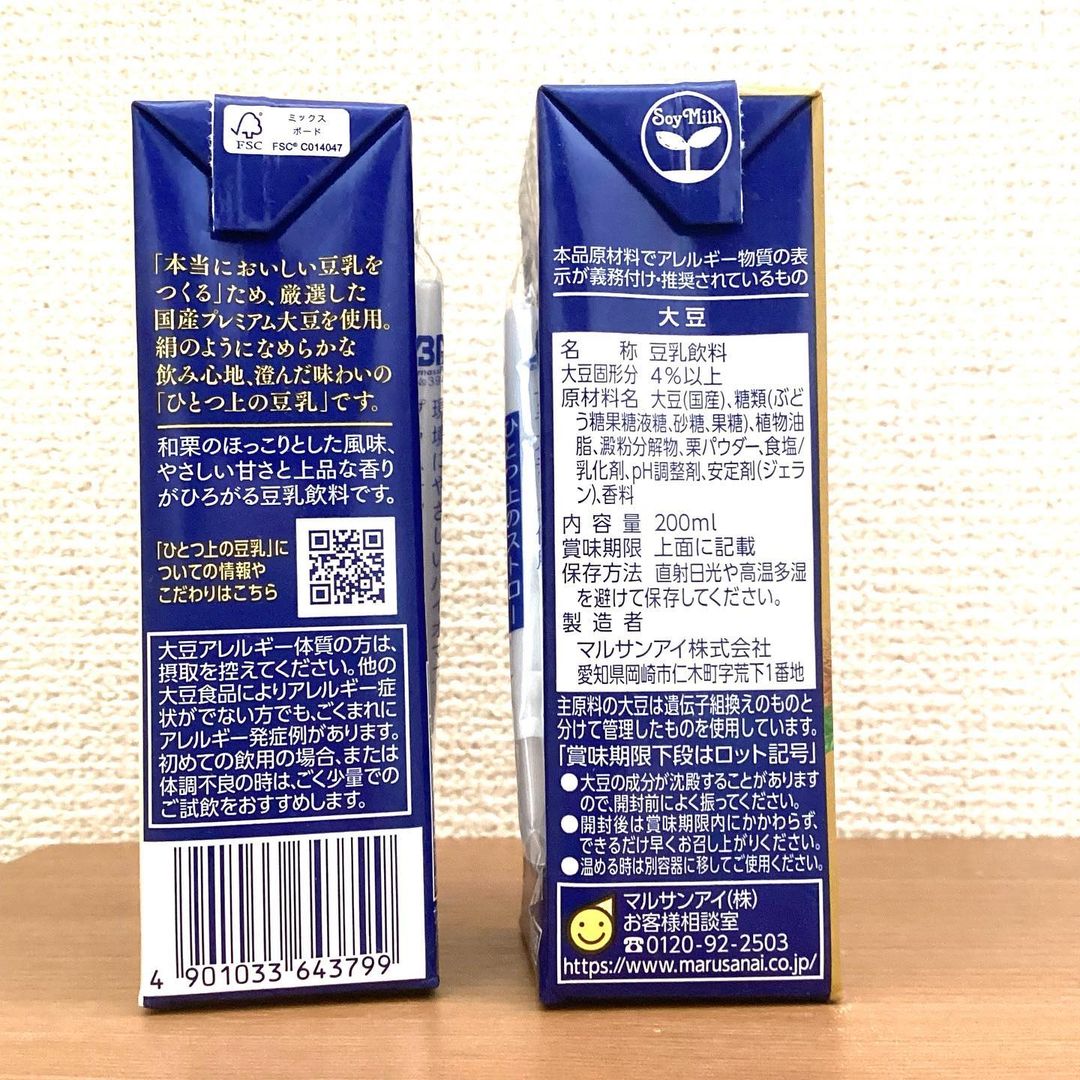 ミックス
ボード
FSC
FSC® C014047
「本当においしい豆乳を
つくる」ため、厳選した
国産プレミアム大豆を使用。
絹のようになめらかな
飲み心地、澄んだ味わいの
「ひとつ上の豆乳」です。
和栗のほっこりとした風味、
やさしい甘さと上品な香り
がひろがる豆乳飲料です。
「ひとつ上の豆乳」に
ついての情報や
こだわりはこちら
大豆アレルギー体質の方は、
摂取を控えてください。他の
大豆食品によりアレルギー症
状がでない方でも、ごくまれに
アレルギー発症例があります。
初めての飲用の場合、または
体調不良の時は、ごく少量での
ご試飲をおすすめします。
4 901033 643799
ひとつ上のストロー
Soy Milk
本品原材料でアレルギー物質の表
示が義務付け・推奨されているもの
大豆
名称 豆乳飲料
大豆固形分 4%以上
原材料名 大豆(国産)、糖類(ぶど
う糖果糖液糖、砂糖、果糖)、植物油
脂、澱粉分解物、栗パウダー、食塩/
乳化剤、pH調整剤、安定剤(ジェラ
ン)、香料
内容量 200ml
賞味期限 上面に記載
保存方法 直射日光や高温多湿
を避けて保存してください。
製造者
マルサンアイ株式会社
愛知県岡崎市仁木町字荒下1番地
主原料の大豆は遺伝子組換えのものと
分けて管理したものを使用しています。
「賞味期限下段はロット記号」
●大豆の成分が沈殿することがあります
ので、開封前によく振ってください。
●開封後は賞味期限内にかかわらず、
できるだけ早くお召し上がりください。
●温める時は別容器に移してご使用ください。
マルサンアイ(株)
お客様相談室
☎0120-92-2503
https://www.marusanai.co.jp/